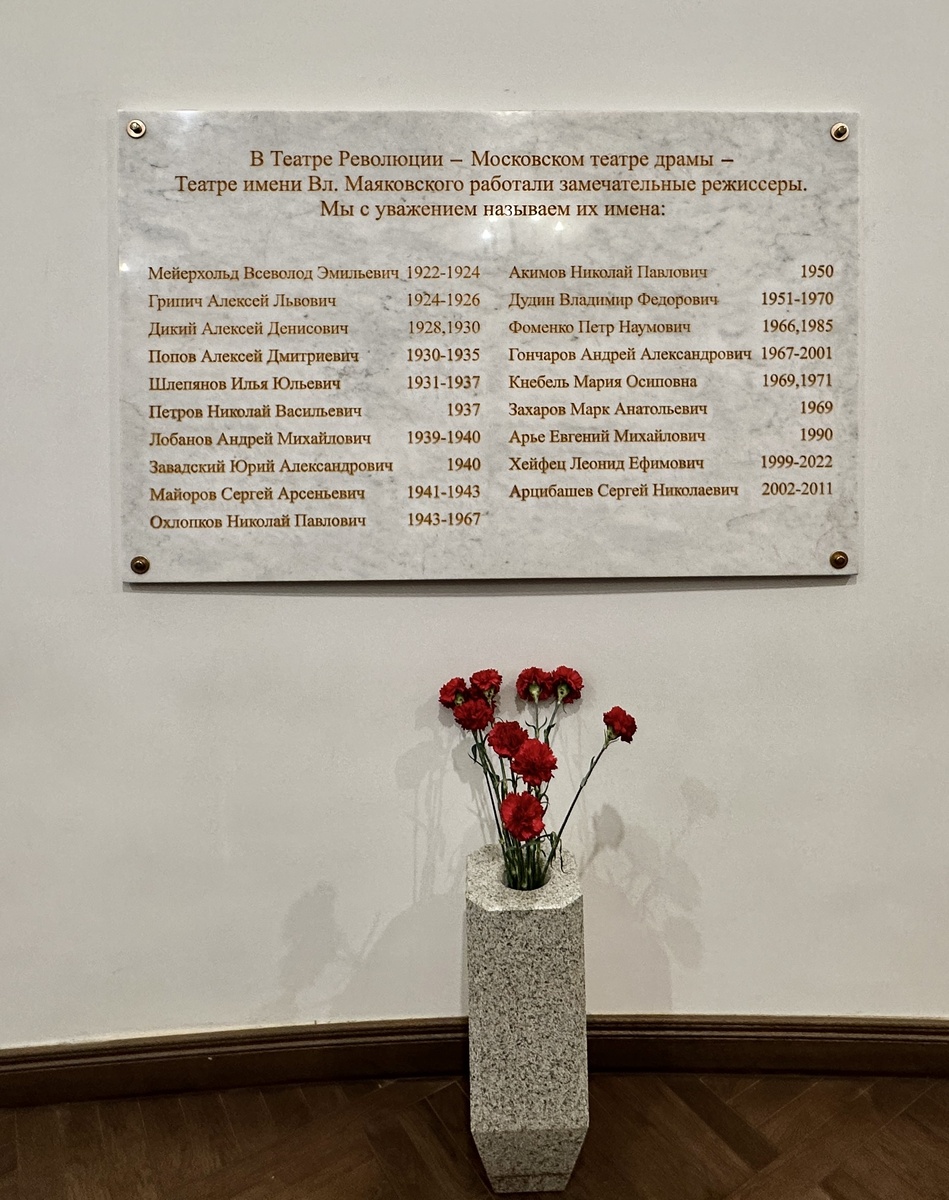 В Театре Революции – Московском театре драмы –
Театре имени Вл. Маяковского работали замечательные режиссеры.
Мы с уважением называем их имена:
Мейерхольд Всеволод Эмильевич 1922-1924
Грипич Алексей Львович 1924-1926
Дикий Алексей Денисович 1928,1930
Попов Алексей Дмитриевич 1930-1935
Шлепянов Илья Юльевич 1931-1937
Петров Николай Васильевич 1937
Лобанов Андрей Михайлович 1939-1940
Завадский Юрий Александрович 1940
Майоров Сергей Арсеньевич 1941-1943
Охлопков Николай Павлович 1943-1967
Акимов Николай Павлович 1950
Дудин Владимир Федорович 1951-1970
Фоменко Петр Наумович 1966,1985
Гончаров Андрей Александрович 1967-2001
Кнебель Мария Осиповна 1969,1971
Захаров Марк Анатольевич 1969
Арье Евгений Михайлович 1990
Хейфец Леонид Ефимович 1999-2022
Арцибашев Сергей Николаевич 2002-2011